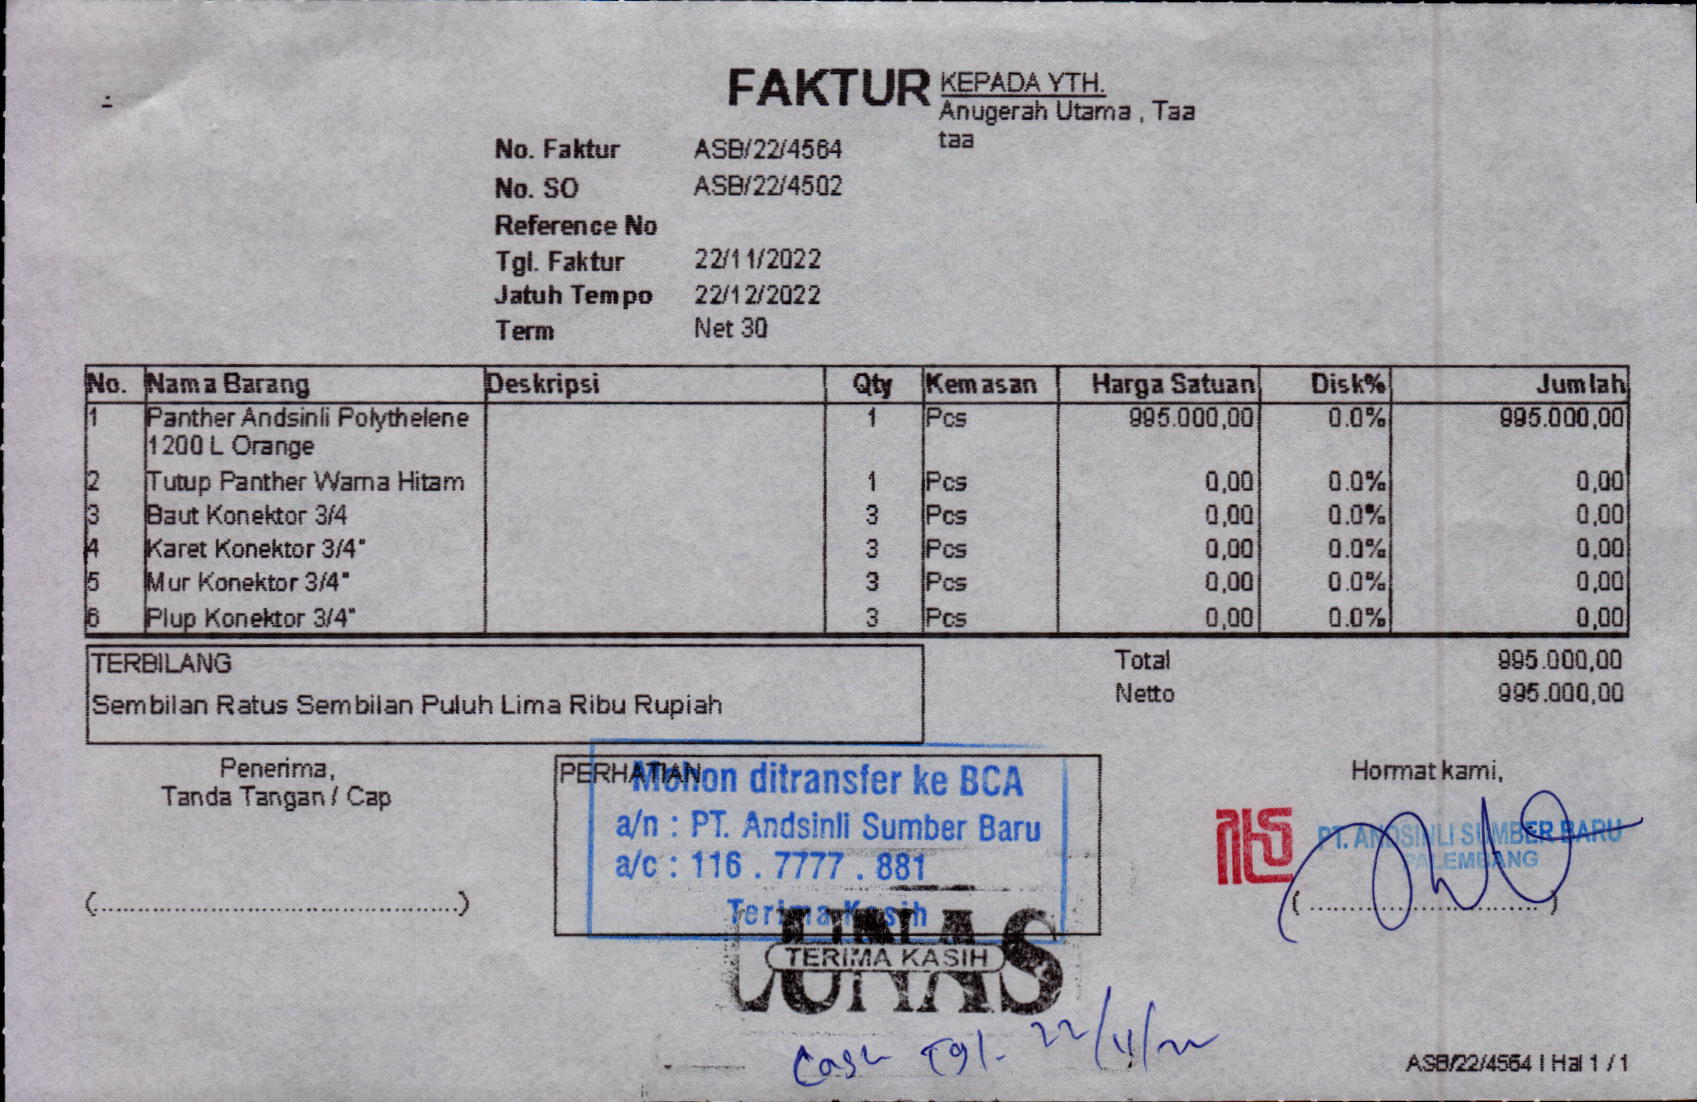 FAKTUR
KEPADA YTH.
Anugerah Utama , Taa
taa
No. Faktur ASB/22/4564
No. SO ASB/22/4502
Reference No
Tgl. Faktur 22/11/2022
Jatuh Tempo 22/12/2022
Term Net 30
No. Nama Barang Deskripsi Qty Kemasan Harga Satuan Disk% Jumlah
1 Panther Andsinli Polythelene 1 Pcs 995.000,00 0.0% 995.000,00
1200 L Orange
2 Tutup Panther Warna Hitam 1 Pcs 0,00 0.0% 0,00
3 Baut Konektor 3/4 3 Pcs 0,00 0.0% 0,00
4 Karet Konektor 3/4" 3 Pcs 0,00 0.0% 0,00
5 Mur Konektor 3/4" 3 Pcs 0,00 0.0% 0,00
6 Plup Konektor 3/4" 3 Pcs 0,00 0.0% 0,00
TERBILANG
Sembilan Ratus Sembilan Puluh Lima Ribu Rupiah
Total 995.000,00
Netto 995.000,00
Penerima,
Tanda Tangan / Cap
(..........................................)
PERHATIAN
Mohon ditransfer ke BCA
a/n : PT. Andsinli Sumber Baru
a/c : 116 . 7777 . 881
Terima Kasih
LUNAS
TERIMA KASIH
Cash Tgl. 22/11/22
Hormat kami,
PT. ANDSINLI SUMBER BARU
PALEMBANG
(..........................)
ASB/22/4564 | Hal 1 / 1